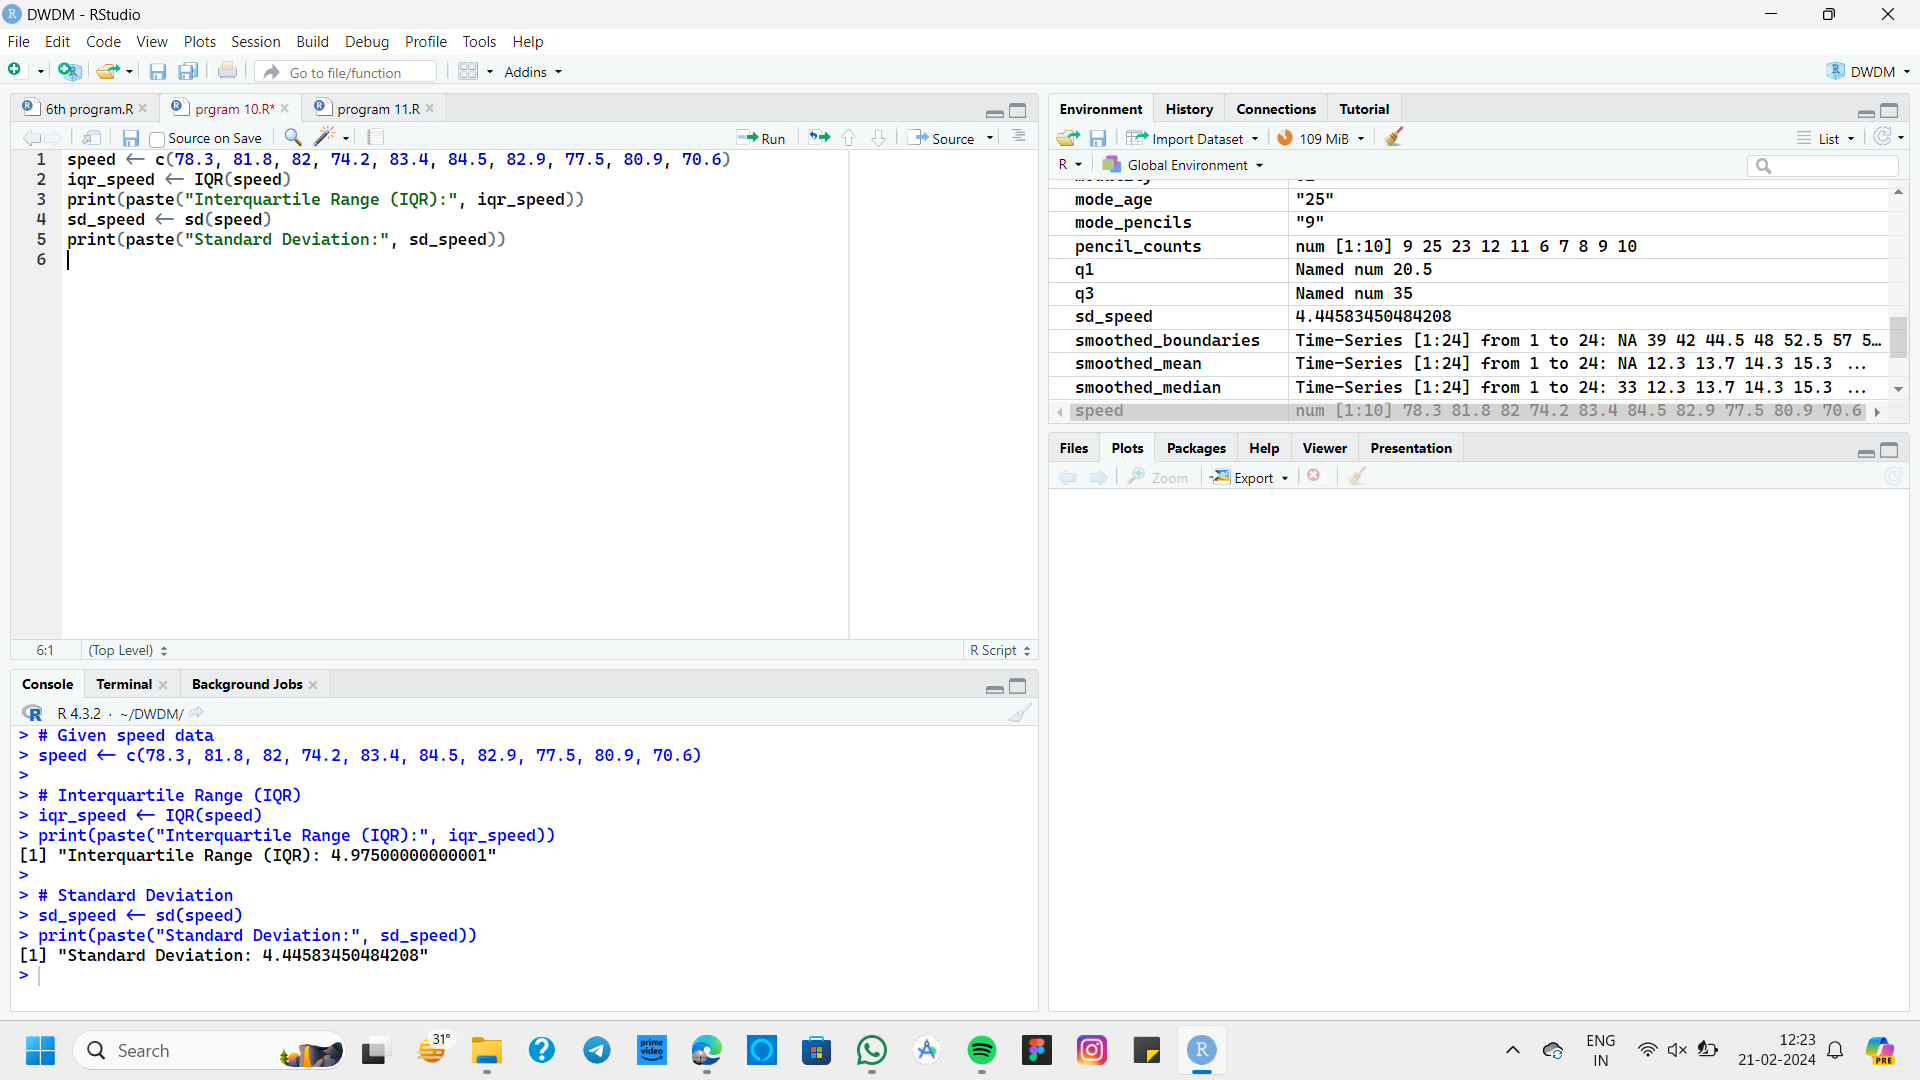 DWDM - RStudio
File Edit Code View Plots Session Build Debug Profile Tools Help
Go to file/function Addins DWDM
6th program.R prgram 10.R* program 11.R
Source on Save Run Source
1 speed <- c(78.3, 81.8, 82, 74.2, 83.4, 84.5, 82.9, 77.5, 80.9, 70.6)
2 iqr_speed <- IQR(speed)
3 print(paste("Interquartile Range (IQR):", iqr_speed))
4 sd_speed <- sd(speed)
5 print(paste("Standard Deviation:", sd_speed))
6
6:1 (Top Level) R Script
Console Terminal Background Jobs
R 4.3.2 · ~/DWDM/
> # Given speed data
> speed <- c(78.3, 81.8, 82, 74.2, 83.4, 84.5, 82.9, 77.5, 80.9, 70.6)
>
> # Interquartile Range (IQR)
> iqr_speed <- IQR(speed)
> print(paste("Interquartile Range (IQR):", iqr_speed))
[1] "Interquartile Range (IQR): 4.97500000000001"
>
> # Standard Deviation
> sd_speed <- sd(speed)
> print(paste("Standard Deviation:", sd_speed))
[1] "Standard Deviation: 4.44583450484208"
>
Environment History Connections Tutorial
Import Dataset 109 MiB List
R Global Environment
mode_age "25"
mode_pencils "9"
pencil_counts num [1:10] 9 25 23 12 11 6 7 8 9 10
q1 Named num 20.5
q3 Named num 35
sd_speed 4.44583450484208
smoothed_boundaries Time-Series [1:24] from 1 to 24: NA 39 42 44.5 48 52.5 57 5…
smoothed_mean Time-Series [1:24] from 1 to 24: NA 12.3 13.7 14.3 15.3 ...
smoothed_median Time-Series [1:24] from 1 to 24: 33 12.3 13.7 14.3 15.3 ...
speed num [1:10] 78.3 81.8 82 74.2 83.4 84.5 82.9 77.5 80.9 70.6
Files Plots Packages Help Viewer Presentation
Zoom Export
Search 31° prime video R ENG IN 12:23 21-02-2024 PRE